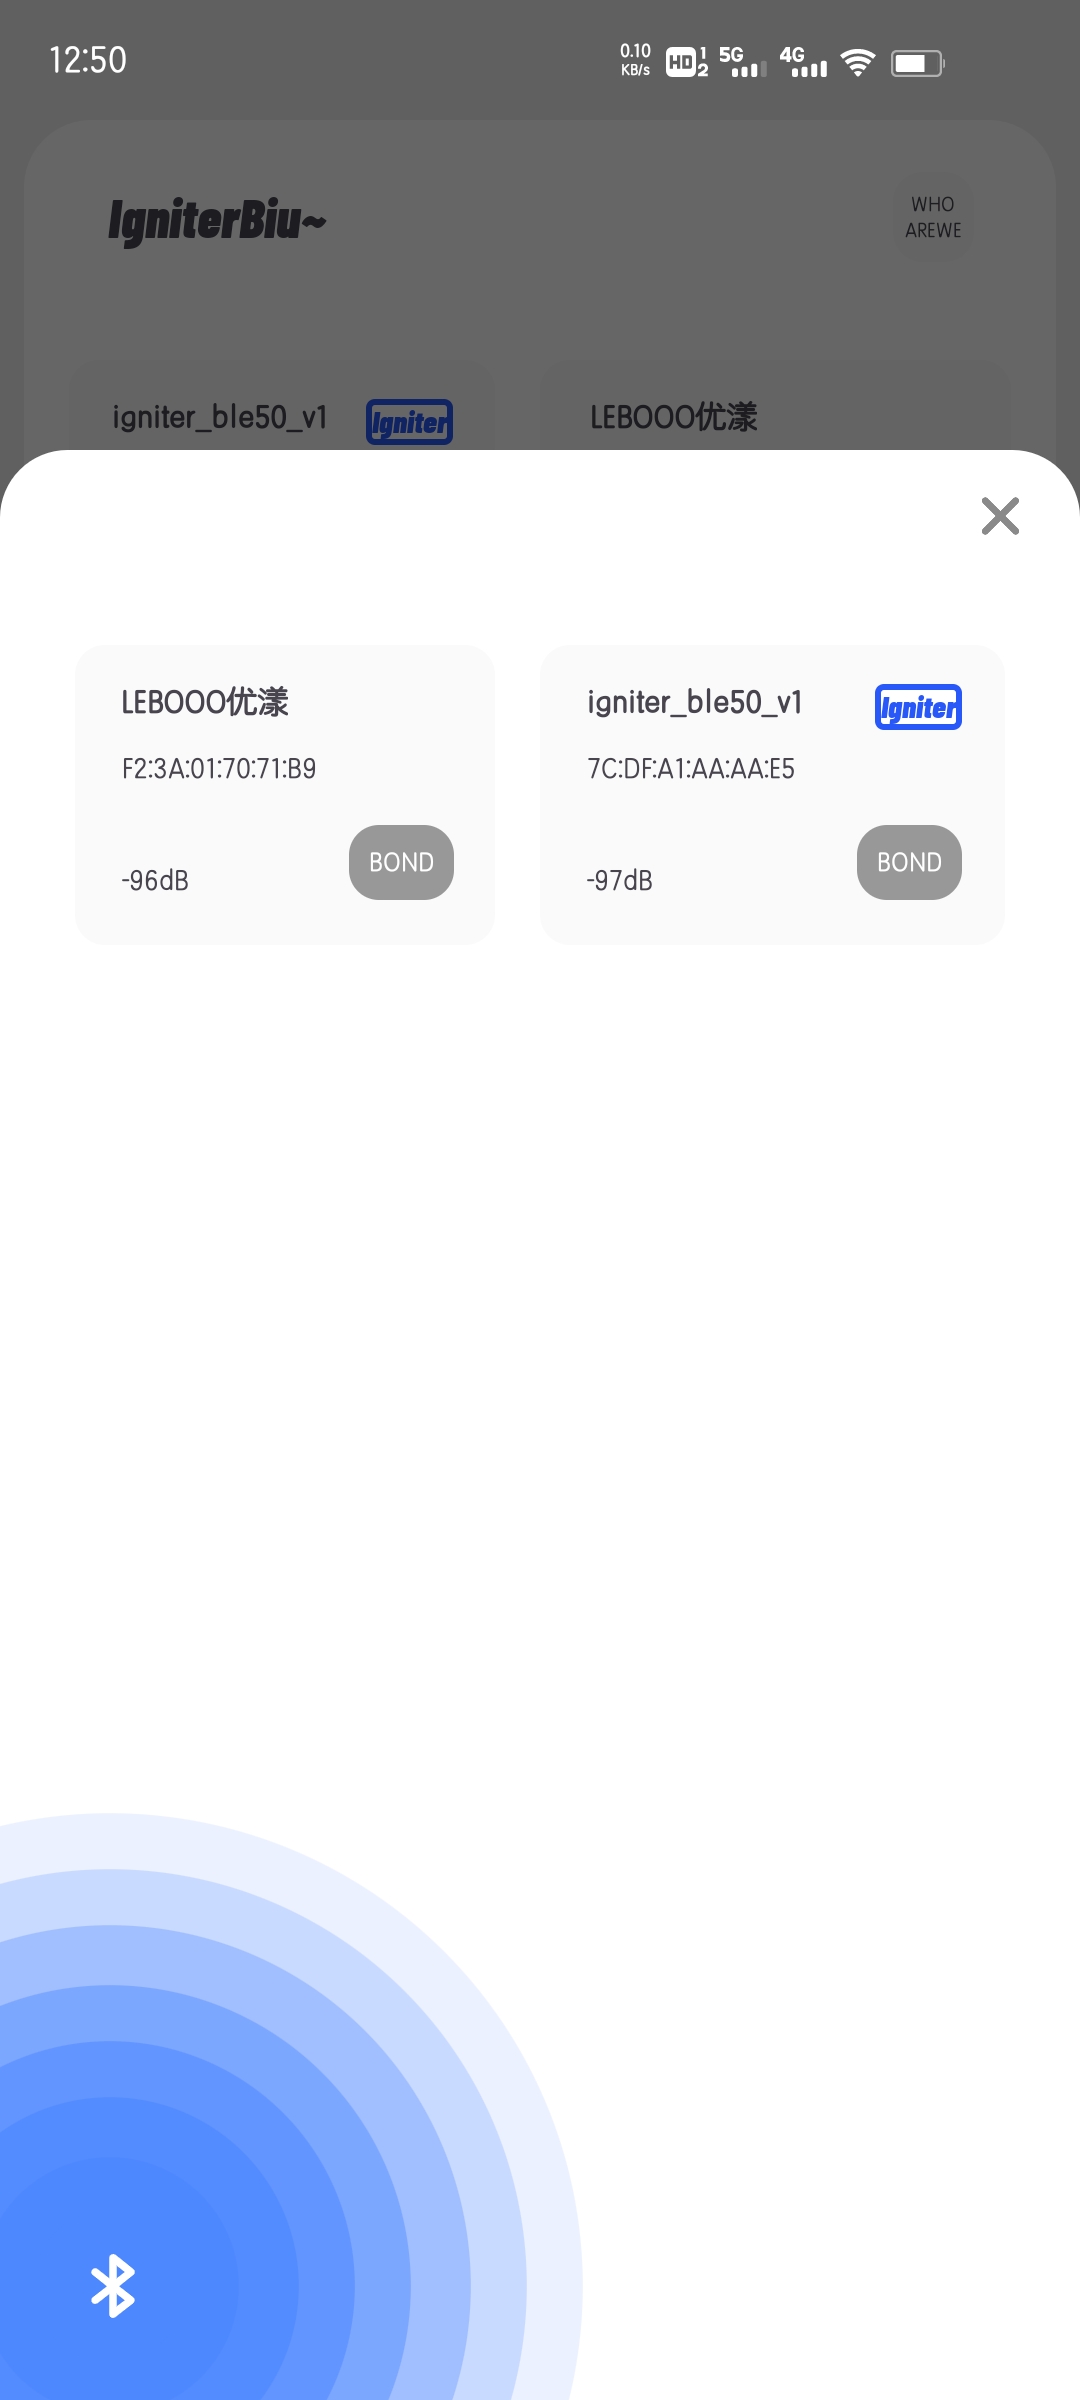 12:50
0.10
KB/s
HD
1
2
5G
4G
IgniterBiu~
WHO
AREWE
igniter_ble50_v1
Igniter
LEBOOO优漾
LEBOOO优漾
F2:3A:01:70:71:B9
-96dB
BOND
igniter_ble50_v1
Igniter
7C:DF:A1:AA:AA:E5
-97dB
BOND